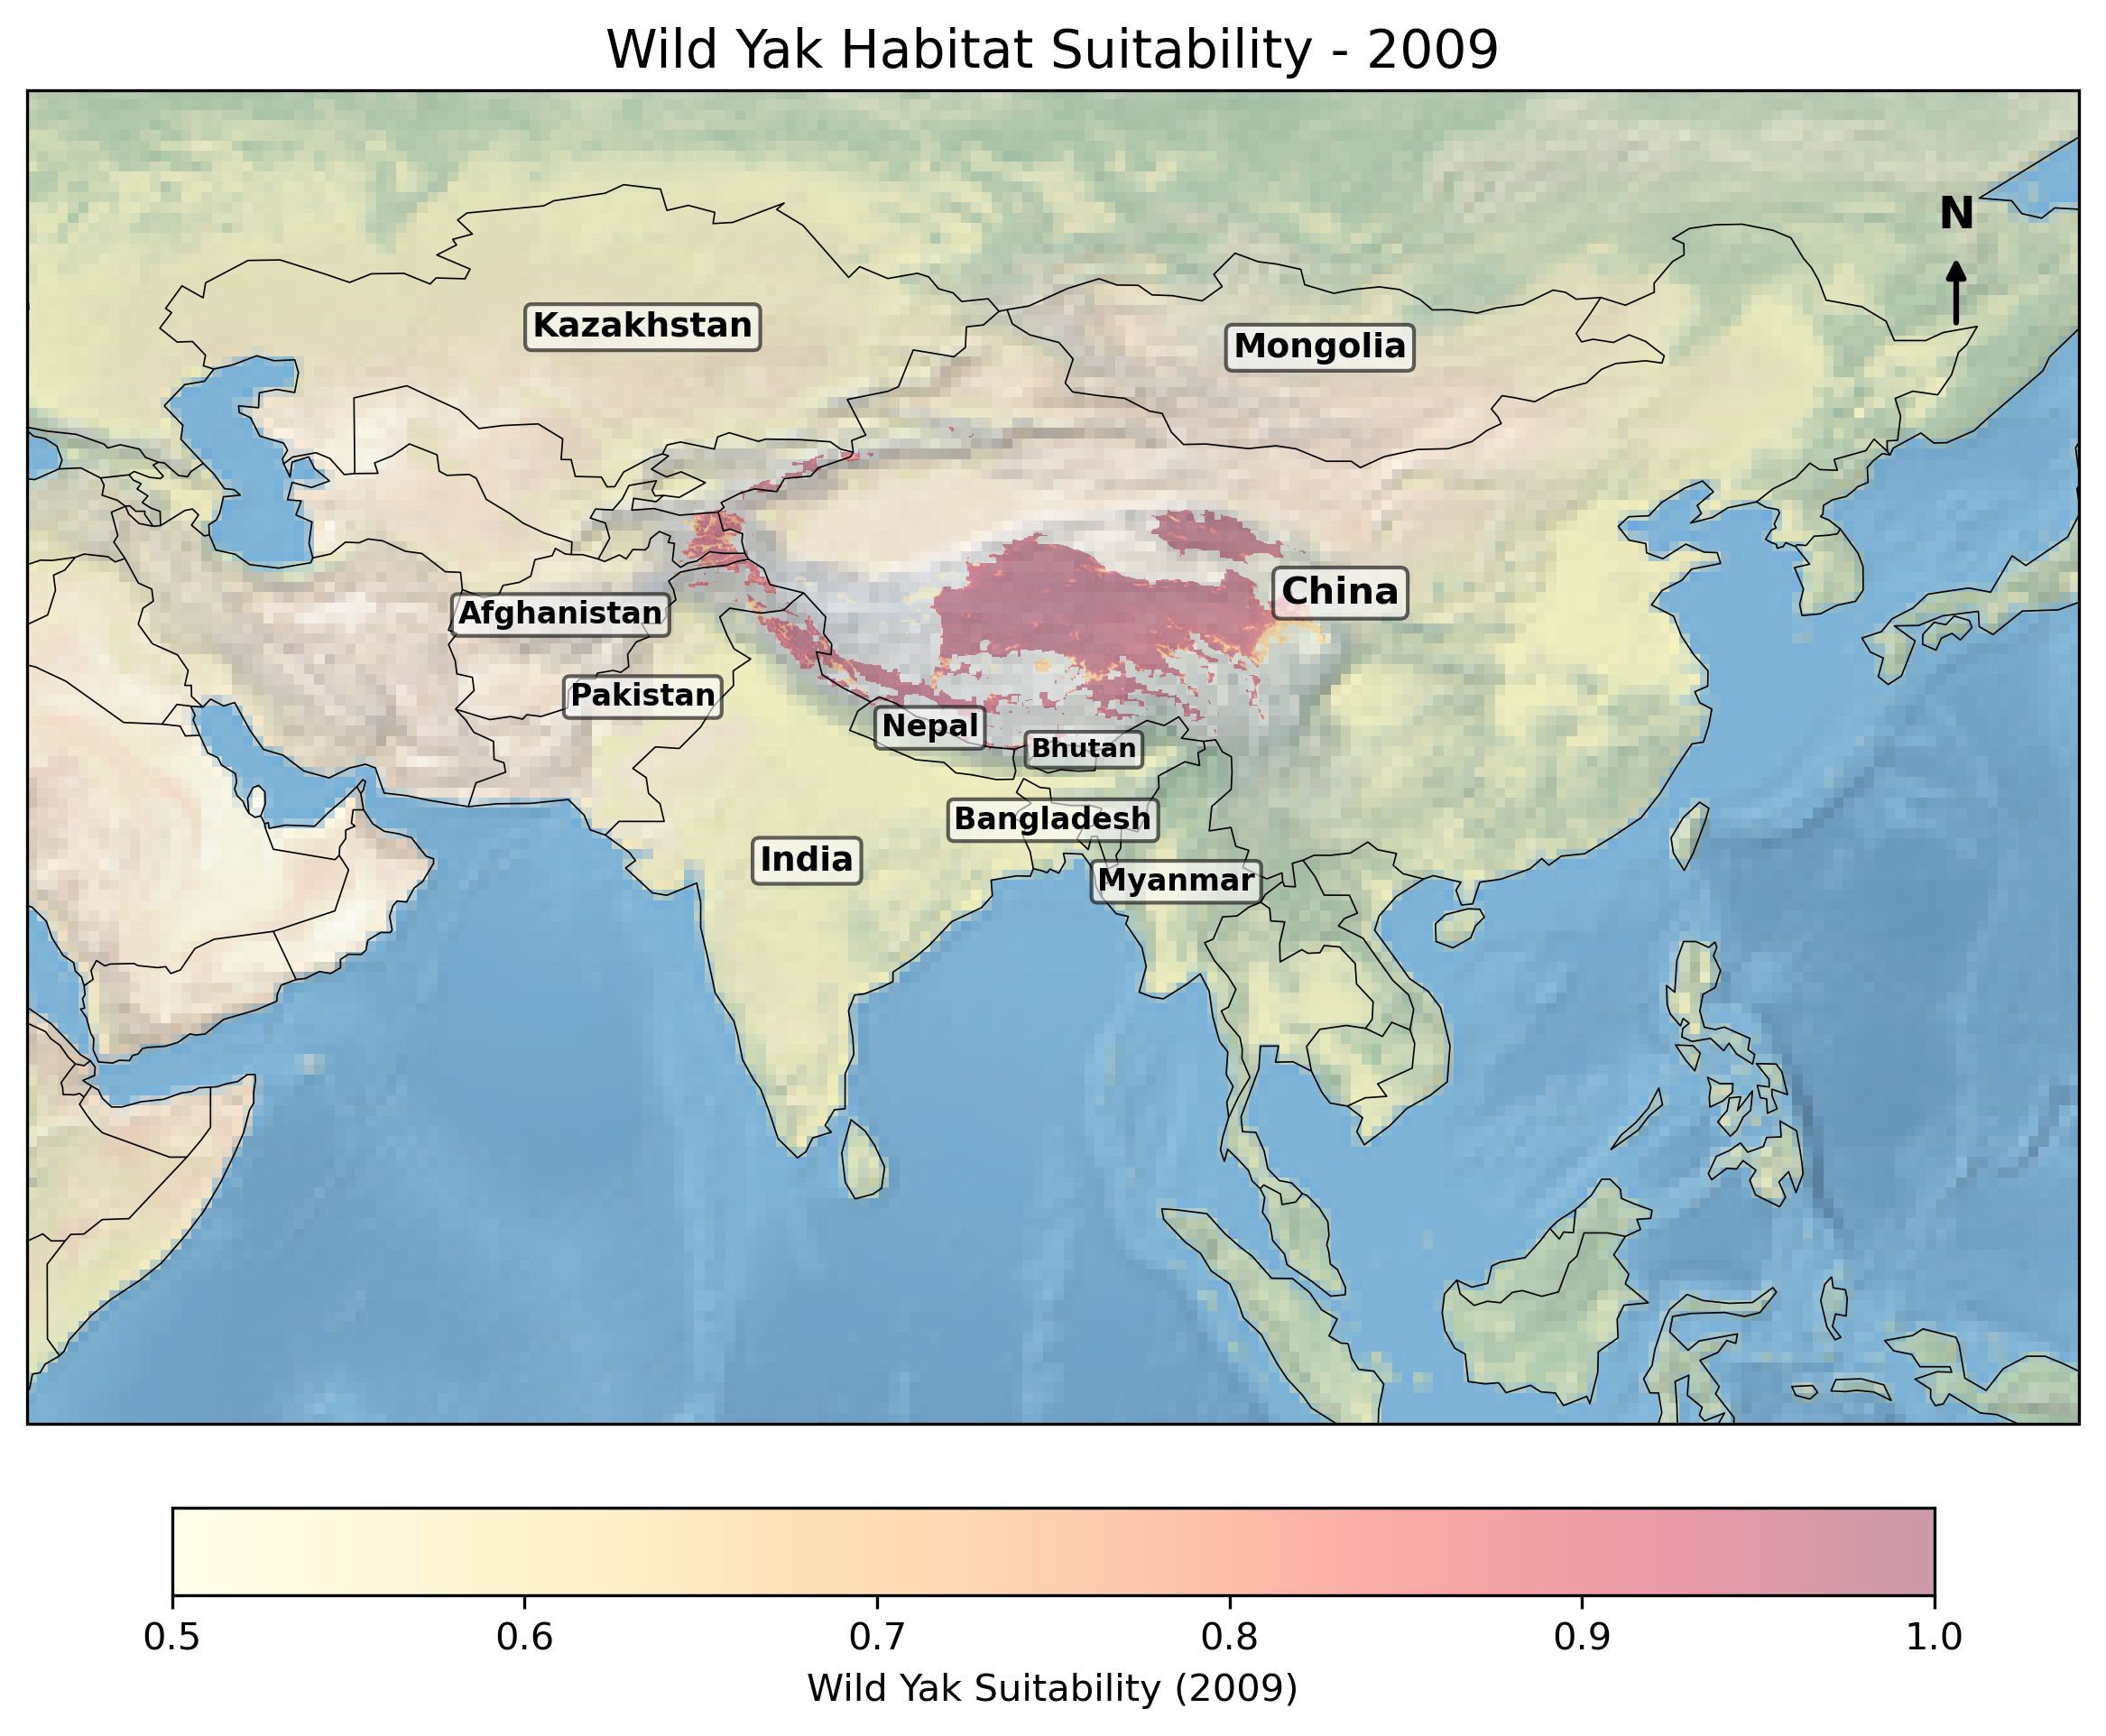 Wild Yak Habitat Suitability - 2009
N
Kazakhstan
Mongolia
China
Afghanistan
Pakistan
Nepal
Bhutan
Bangladesh
India
Myanmar
0.5
0.6
0.7
0.8
0.9
1.0
Wild Yak Suitability (2009)